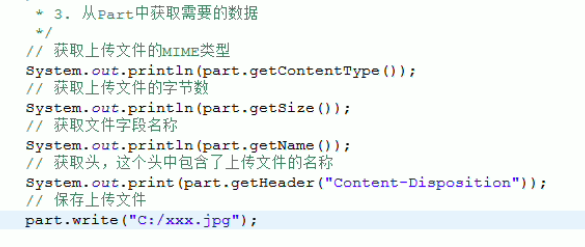 * 3. 从Part中获取需要的数据
*/
// 获取上传文件的MIME类型
System.out.println(part.getContentType());
// 获取上传文件的字节数
System.out.println(part.getSize());
// 获取文件字段名称
System.out.println(part.getName());
// 获取头，这个头中包含了上传文件的名称
System.out.print(part.getHeader("Content-Disposition"));
// 保存上传文件
part.write("C:/xxx.jpg");